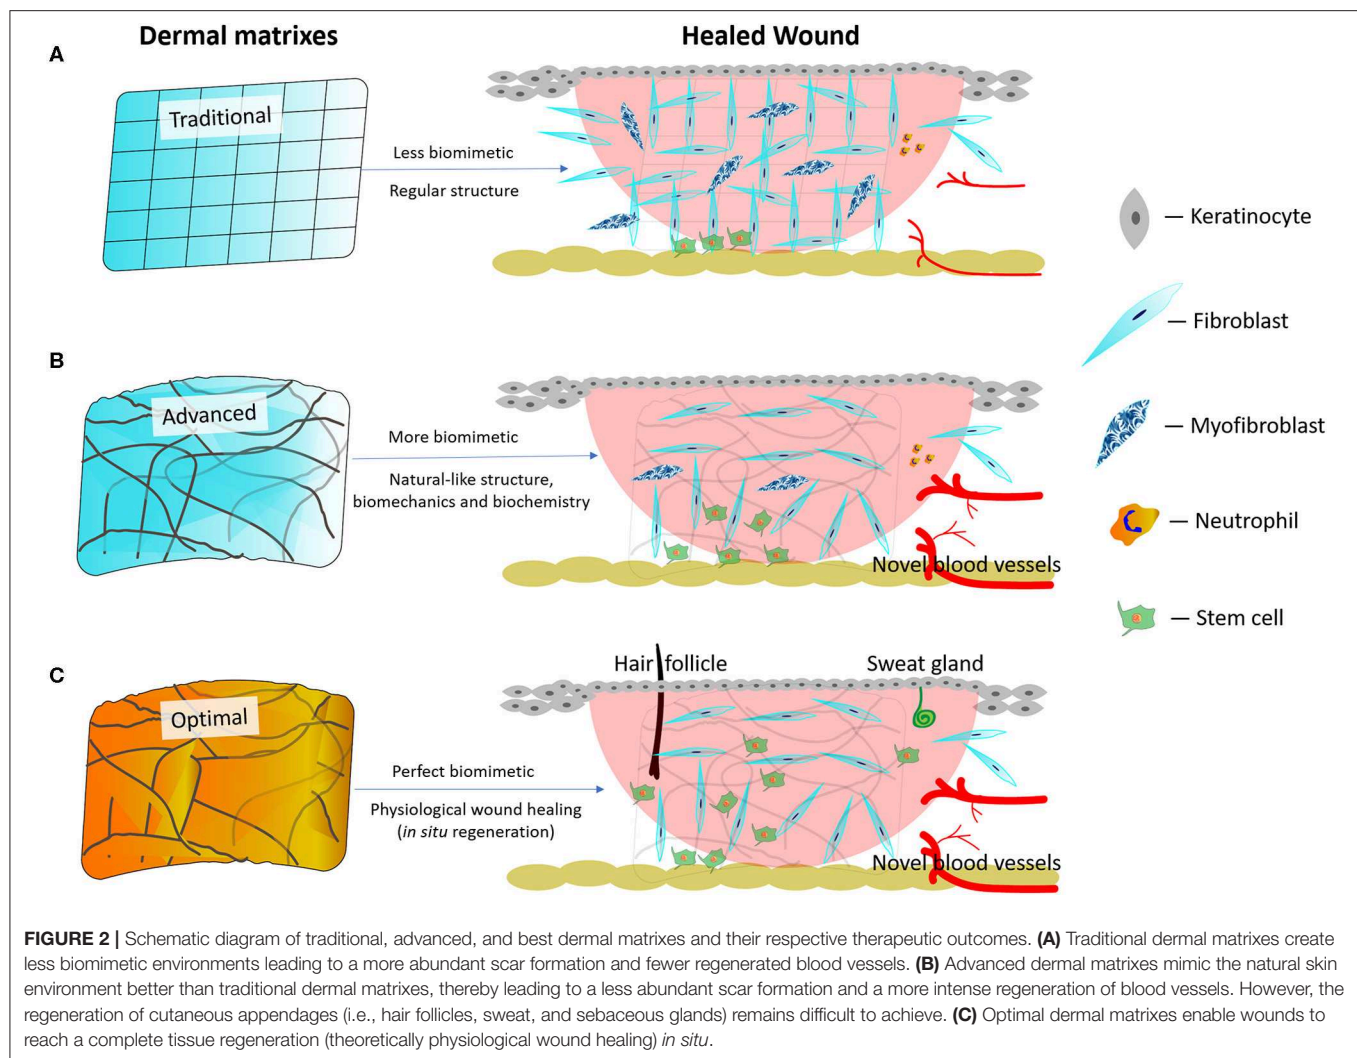 Dermal matrixes
Healed Wound
A
Traditional
Less biomimetic
Regular structure
— Keratinocyte
— Fibroblast
B
Advanced
More biomimetic
Natural-like structure,
biomechanics and biochemistry
Novel blood vessels
— Myofibroblast
— Neutrophil
— Stem cell
C
Optimal
Perfect biomimetic
Physiological wound healing
(in situ regeneration)
Hair follicle
Sweat gland
Novel blood vessels
FIGURE 2 | Schematic diagram of traditional, advanced, and best dermal matrixes and their respective therapeutic outcomes. (A) Traditional dermal matrixes create
less biomimetic environments leading to a more abundant scar formation and fewer regenerated blood vessels. (B) Advanced dermal matrixes mimic the natural skin
environment better than traditional dermal matrixes, thereby leading to a less abundant scar formation and a more intense regeneration of blood vessels. However, the
regeneration of cutaneous appendages (i.e., hair follicles, sweat, and sebaceous glands) remains difficult to achieve. (C) Optimal dermal matrixes enable wounds to
reach a complete tissue regeneration (theoretically physiological wound healing) in situ.